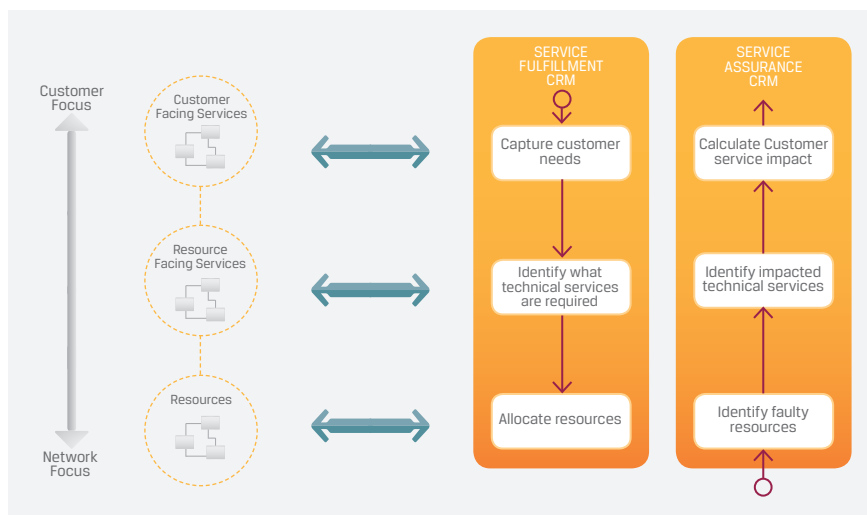 Customer
Focus
Customer
Facing Services
Resource
Facing Services
Resources
Network
Focus
SERVICE
FULFILLMENT
CRM
Capture customer
needs
Identify what
technical services
are required
Allocate resources
SERVICE
ASSURANCE
CRM
Calculate Customer
service impact
Identify impacted
technical services
Identify faulty
resources